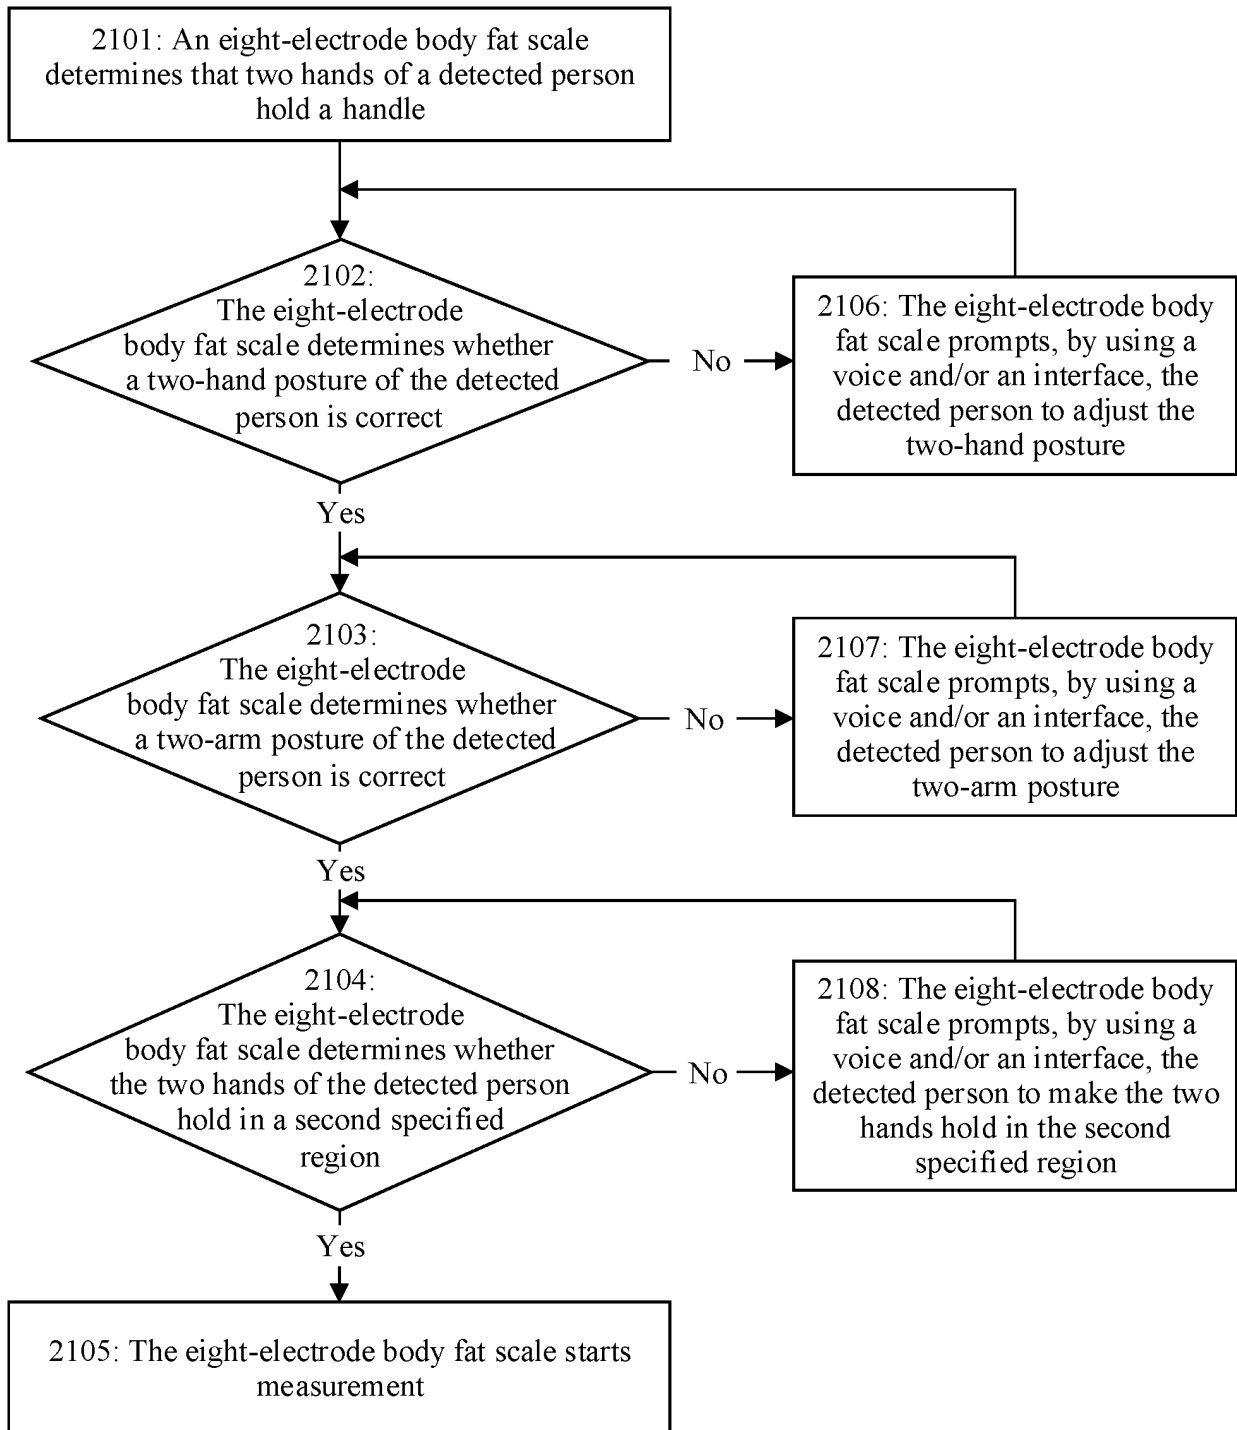 2101: An eight-electrode body fat scale
determines that two hands of a detected person
hold a handle
2102:
The eight-electrode
body fat scale determines whether
a two-hand posture of the detected
person is correct
No
2106: The eight-electrode body
fat scale prompts, by using a
voice and/or an interface, the
detected person to adjust the
two-hand posture
Yes
2103:
The eight-electrode
body fat scale determines whether
a two-arm posture of the detected
person is correct
No
2107: The eight-electrode body
fat scale prompts, by using a
voice and/or an interface, the
detected person to adjust the
two-arm posture
Yes
2104:
The eight-electrode
body fat scale determines whether
the two hands of the detected person
hold in a second specified
region
No
2108: The eight-electrode body
fat scale prompts, by using a
voice and/or an interface, the
detected person to make the two
hands hold in the second
specified region
Yes
2105: The eight-electrode body fat scale starts
measurement